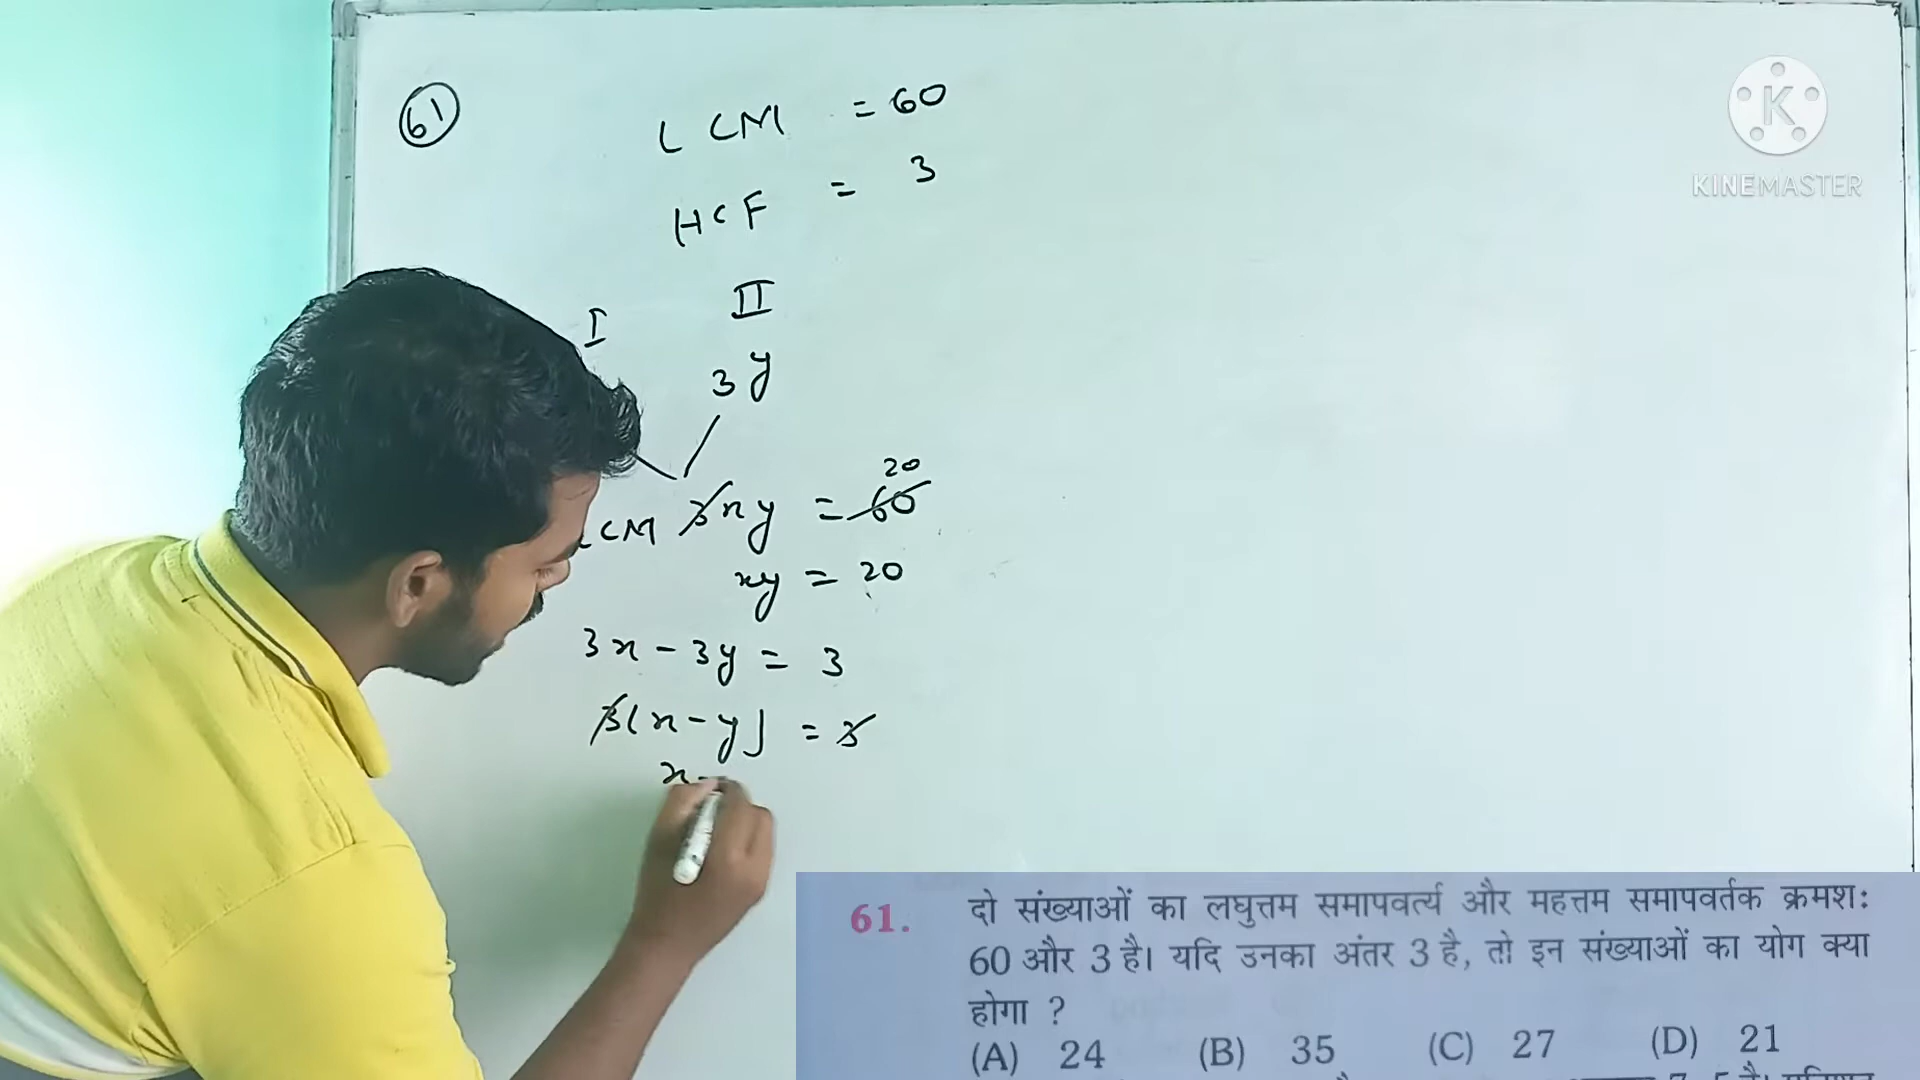 61
LCM = 60
HCF = 3
KINEMASTER
I II
3y
20
LCM 3xy = 60
xy = 20
3x - 3y = 3
3(x - y) = 3
x -
61. दो संख्याओं का लघुत्तम समापवर्त्य और महत्तम समापवर्तक क्रमशः
60 और 3 है। यदि उनका अंतर 3 है, तो इन संख्याओं का योग क्या
होगा ?
(A) 24 (B) 35 (C) 27 (D) 21